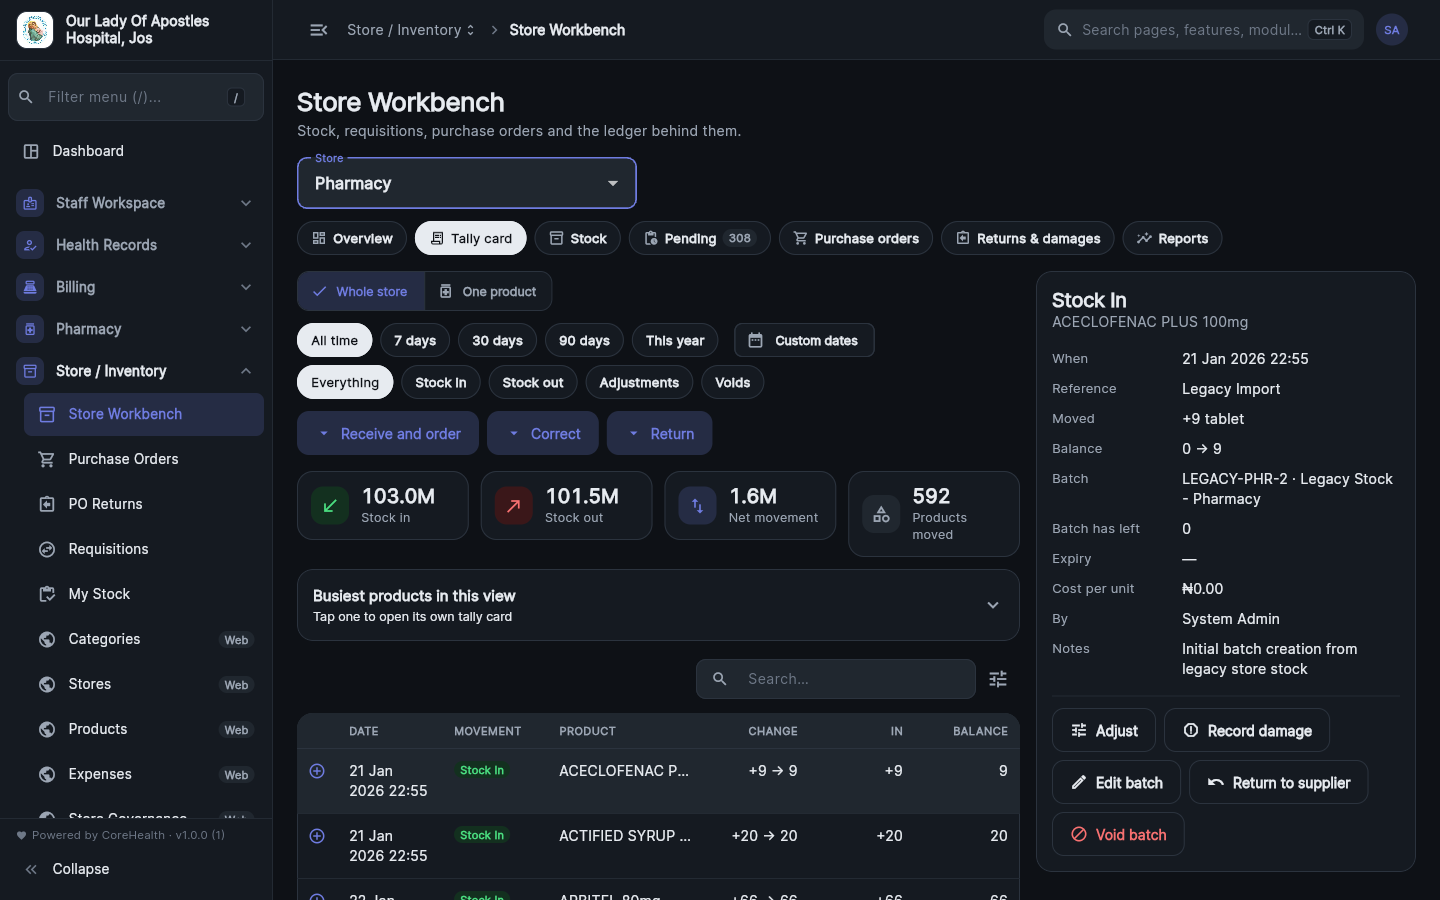 Our Lady Of Apostles
Hospital, Jos
Store / Inventory
Store Workbench
Search pages, features, modul...
Ctrl K
SA
Filter menu (/)...
/
Dashboard
Staff Workspace
Health Records
Billing
Pharmacy
Store / Inventory
Store Workbench
Purchase Orders
PO Returns
Requisitions
My Stock
Categories Web
Stores Web
Products Web
Expenses Web
Store Governance Web
Powered by CoreHealth · v1.0.0 (1)
Collapse
Store Workbench
Stock, requisitions, purchase orders and the ledger behind them.
Store
Pharmacy
Overview
Tally card
Stock
Pending 308
Purchase orders
Returns & damages
Reports
Whole store
One product
All time
7 days
30 days
90 days
This year
Custom dates
Everything
Stock in
Stock out
Adjustments
Voids
Receive and order
Correct
Return
103.0M
Stock in
101.5M
Stock out
1.6M
Net movement
592
Products
moved
Busiest products in this view
Tap one to open its own tally card
Search...
DATE MOVEMENT PRODUCT CHANGE IN BALANCE
21 Jan Stock In ACECLOFENAC P... +9 → 9 +9 9
2026 22:55
21 Jan Stock In ACTIFIED SYRUP ... +20 → 20 +20 20
2026 22:55
Stock In
Stock In
ACECLOFENAC PLUS 100mg
When 21 Jan 2026 22:55
Reference Legacy Import
Moved +9 tablet
Balance 0 → 9
Batch LEGACY-PHR-2 · Legacy Stock
- Pharmacy
Batch has left 0
Expiry —
Cost per unit ₦0.00
By System Admin
Notes Initial batch creation from
legacy store stock
Adjust
Record damage
Edit batch
Return to supplier
Void batch